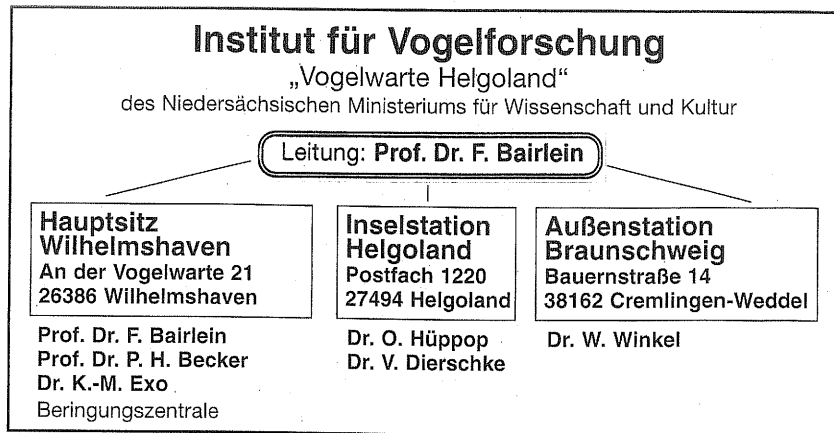 Institut für Vogelforschung
„Vogelwarte Helgoland“
des Niedersächsischen Ministeriums für Wissenschaft und Kultur
Leitung: Prof. Dr. F. Bairlein
Hauptsitz
Wilhelmshaven
An der Vogelwarte 21
26386 Wilhelmshaven
Prof. Dr. F. Bairlein
Prof. Dr. P. H. Becker
Dr. K.-M. Exo
Beringungszentrale
Inselstation
Helgoland
Postfach 1220
27494 Helgoland
Dr. O. Hüppop
Dr. V. Dierschke
Außenstation
Braunschweig
Bauernstraße 14
38162 Cremlingen-Weddel
Dr. W. Winkel